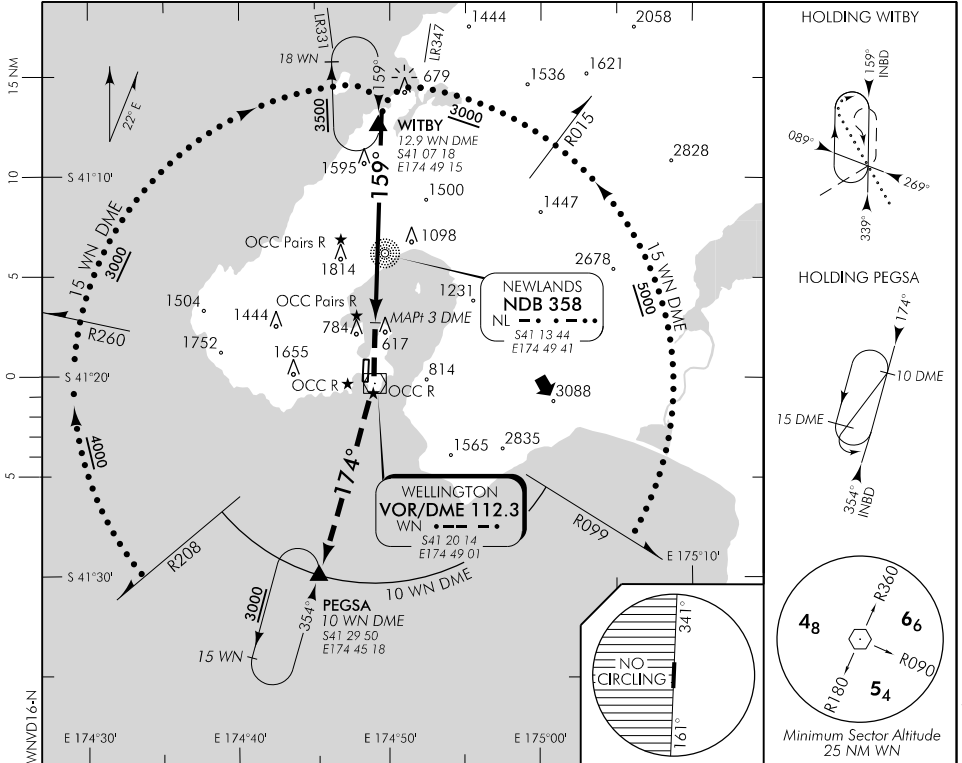 15 NM
10
5
0
5
WNVD16-N
22° E
LR331
18 WN
LR347
159°
679
1444
2058
1621
1536
3500
WITBY
12.9 WN DME
S41 07 18
E174 49 15
3000
R015
1595
2828
S 41°10'
159°
1500
1447
15 WN DME
3000
OCC Pairs R
1814
1098
2678
15 WN DME
5000
NEWLANDS
NDB 358
NL
S41 13 44
E174 49 41
1231
1504
OCC Pairs R
1444
784
MAPt 3 DME
617
R260
1752
1655
814
S 41°20'
OCC R
OCC R
3088
4000
1565
2835
174°
WELLINGTON
VOR/DME 112.3
WN
S41 20 14
E174 49 01
R099
E 175°10'
R208
S 41°30'
10 WN DME
3000
354°
PEGSA
10 WN DME
S41 29 50
E174 45 18
15 WN
NO
CIRCLING
341°
161°
E 174°30'
E 174°40'
E 174°50'
E 175°00'
HOLDING WITBY
159°
INBD
089°
269°
339°
HOLDING PEGSA
174°
10 DME
15 DME
354°
INBD
R360
48
66
R090
R180
54
Minimum Sector Altitude
25 NM WN